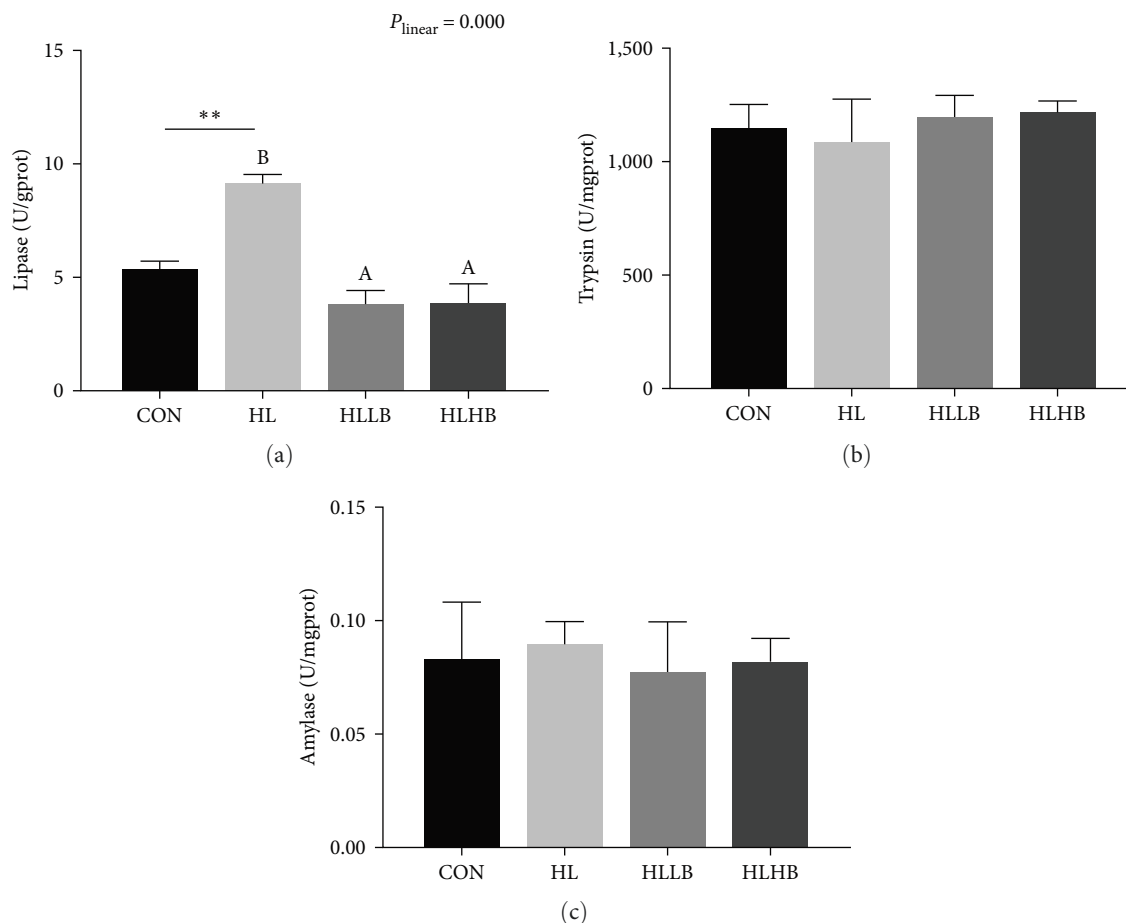 P linear = 0.000
15
10
5
0
Lipase (U/gprot)
**
B
A
A
CON HL HLLB HLHB
(a)
1,500
1,000
500
0
Trypsin (U/mgprot)
CON HL HLLB HLHB
(b)
0.15
0.10
0.05
0.00
Amylase (U/mgprot)
CON HL HLLB HLHB
(c)